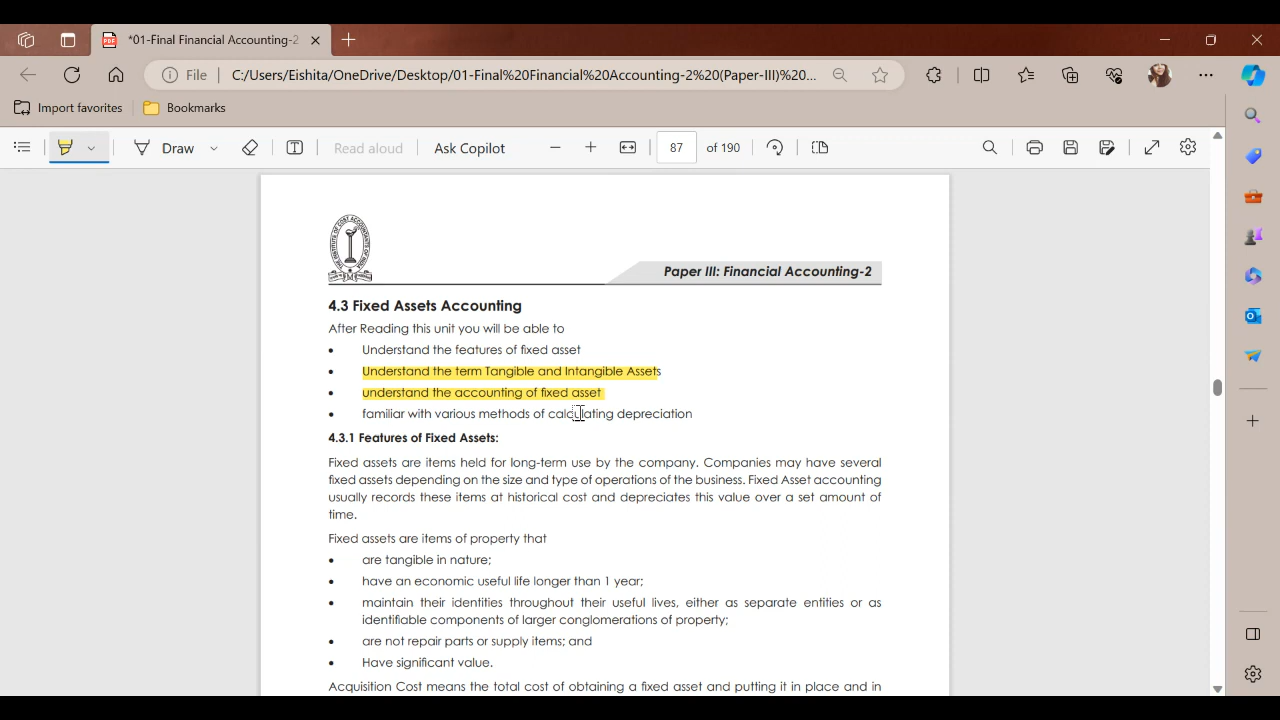 *01-Final Financial Accounting-2
File
C:/Users/Eishita/OneDrive/Desktop/01-Final%20Financial%20Accounting-2%20(Paper-III)%20...
Import favorites
Bookmarks
Draw
Read aloud
Ask Copilot
87
of 190
THE INSTITUTE OF COST ACCOUNTANTS OF INDIA
Paper III: Financial Accounting-2
4.3 Fixed Assets Accounting
After Reading this unit you will be able to
• Understand the features of fixed asset
• Understand the term Tangible and Intangible Assets
• understand the accounting of fixed asset
• familiar with various methods of calculating depreciation
4.3.1 Features of Fixed Assets:
Fixed assets are items held for long-term use by the company. Companies may have several
fixed assets depending on the size and type of operations of the business. Fixed Asset accounting
usually records these items at historical cost and depreciates this value over a set amount of
time.
Fixed assets are items of property that
• are tangible in nature;
• have an economic useful life longer than 1 year;
• maintain their identities throughout their useful lives, either as separate entities or as
identifiable components of larger conglomerations of property;
• are not repair parts or supply items; and
• Have significant value.
Acquisition Cost means the total cost of obtaining a fixed asset and putting it in place and in